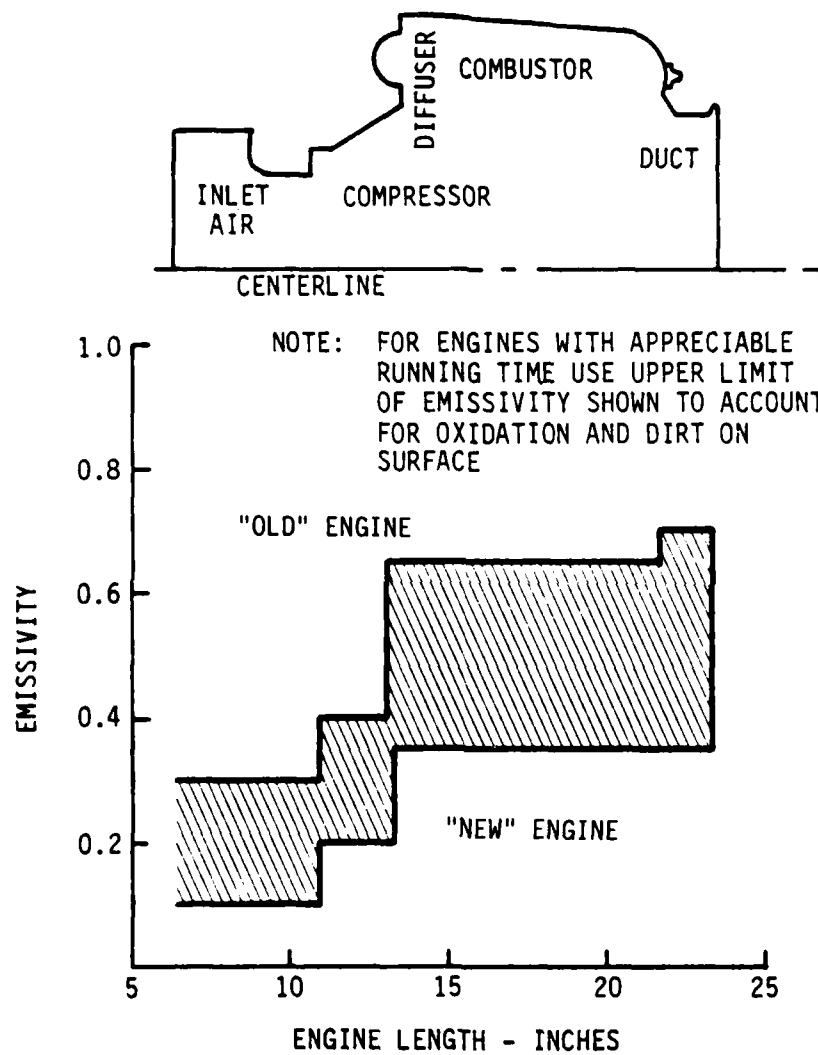 DIFFUSER
COMBUSTOR
DUCT
INLET
AIR
COMPRESSOR
CENTERLINE
NOTE: FOR ENGINES WITH APPRECIABLE
RUNNING TIME USE UPPER LIMIT
OF EMISSIVITY SHOWN TO ACCOUNT
FOR OXIDATION AND DIRT ON
SURFACE
1.0
0.8
"OLD" ENGINE
0.6
EMISSIVITY
0.4
"NEW" ENGINE
0.2
5 10 15 20 25
ENGINE LENGTH - INCHES